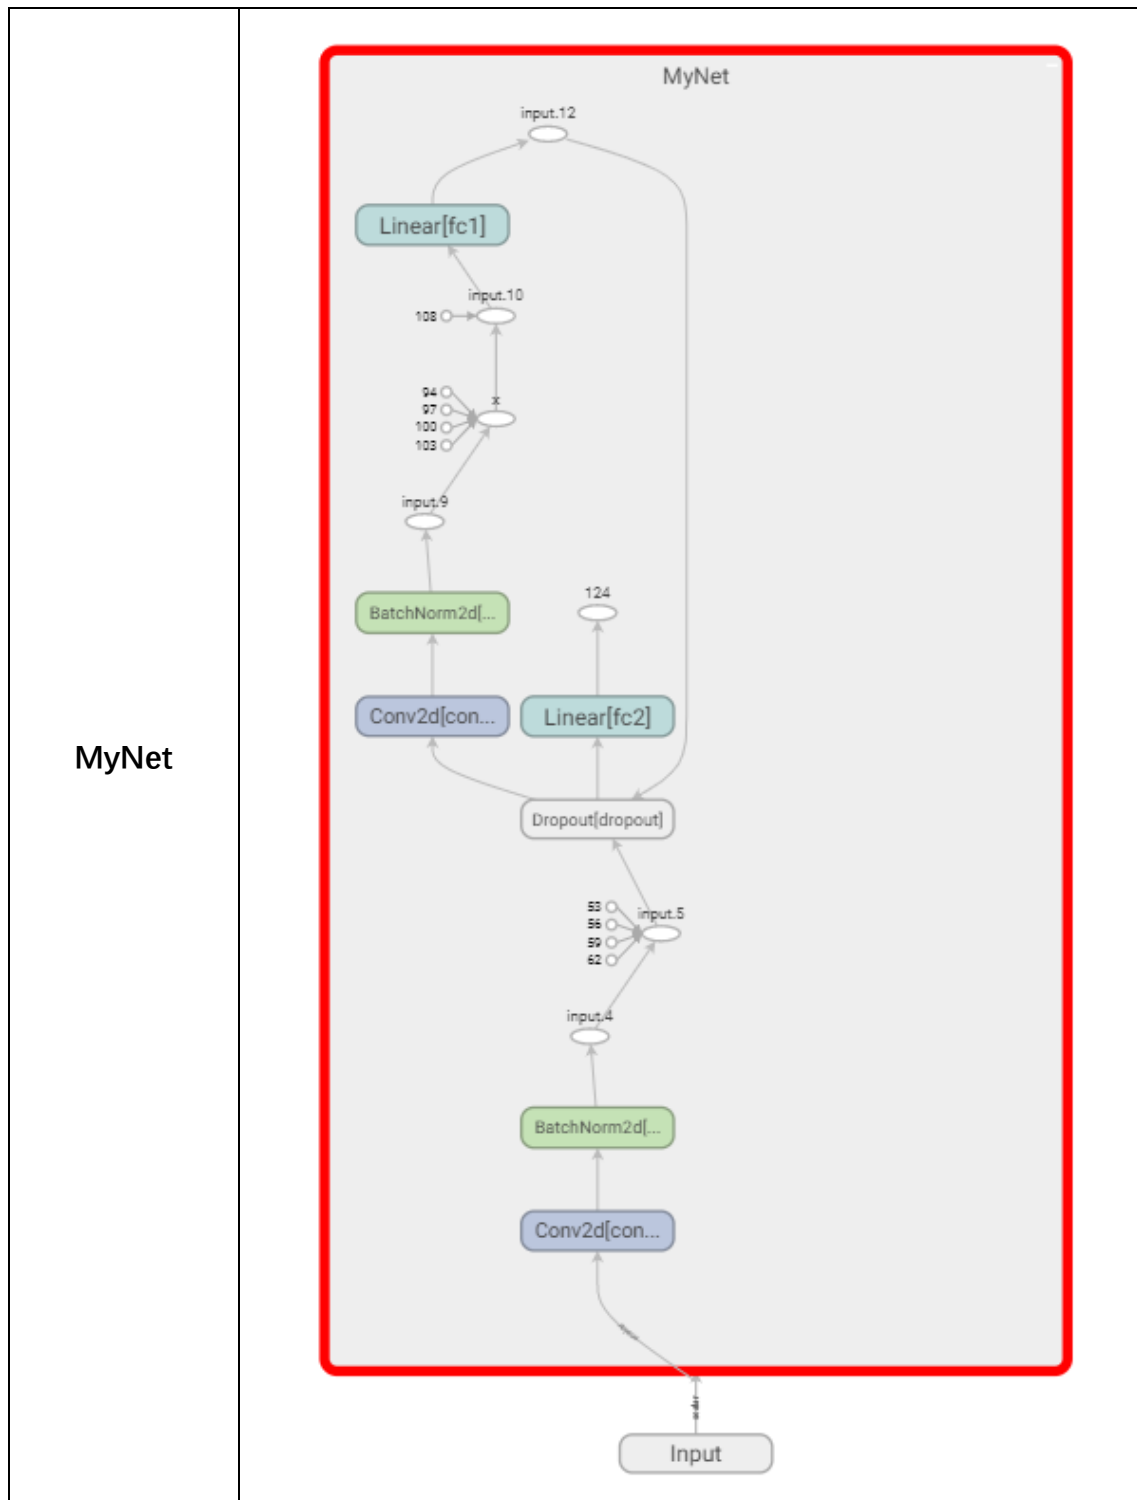 MyNet
MyNet
input.12
Linear[fc1]
input.10
108
94
x
97
100
103
input.9
BatchNorm2d[...
124
Conv2d[con...
Linear[fc2]
Dropout[dropout]
53
input.5
56
59
62
input.4
BatchNorm2d[...
Conv2d[con...
Input